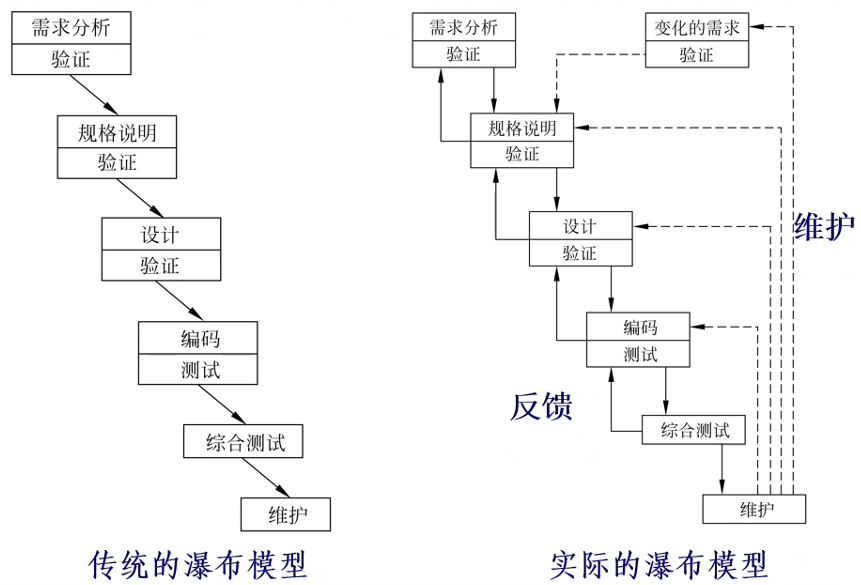 需求分析
验证
规格说明
验证
设计
验证
编码
测试
综合测试
维护
传统的瀑布模型
需求分析
验证
变化的需求
验证
规格说明
验证
设计
验证
维护
编码
测试
反馈
综合测试
维护
实际的瀑布模型